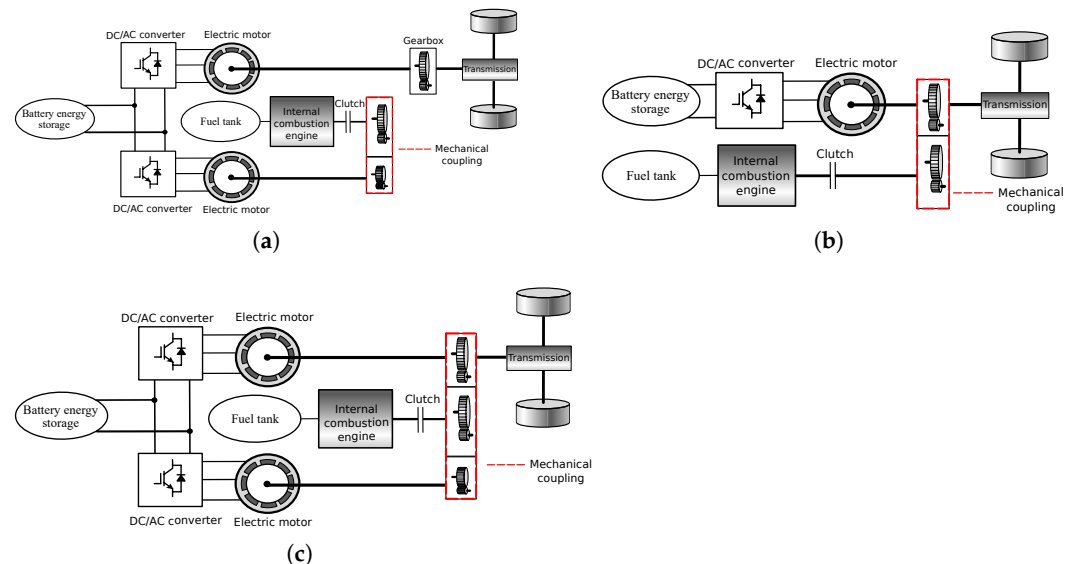 DC/AC converter
Electric motor
Gearbox
Transmission
Battery energy
storage
Fuel tank
Internal
combustion
engine
Clutch
Mechanical
coupling
DC/AC converter
Electric motor
(a)
DC/AC converter
Electric motor
Battery energy
storage
Transmission
Fuel tank
Internal
combustion
engine
Clutch
Mechanical
coupling
(b)
DC/AC converter
Electric motor
Transmission
Battery energy
storage
Fuel tank
Internal
combustion
engine
Clutch
Mechanical
coupling
DC/AC converter
Electric motor
(c)